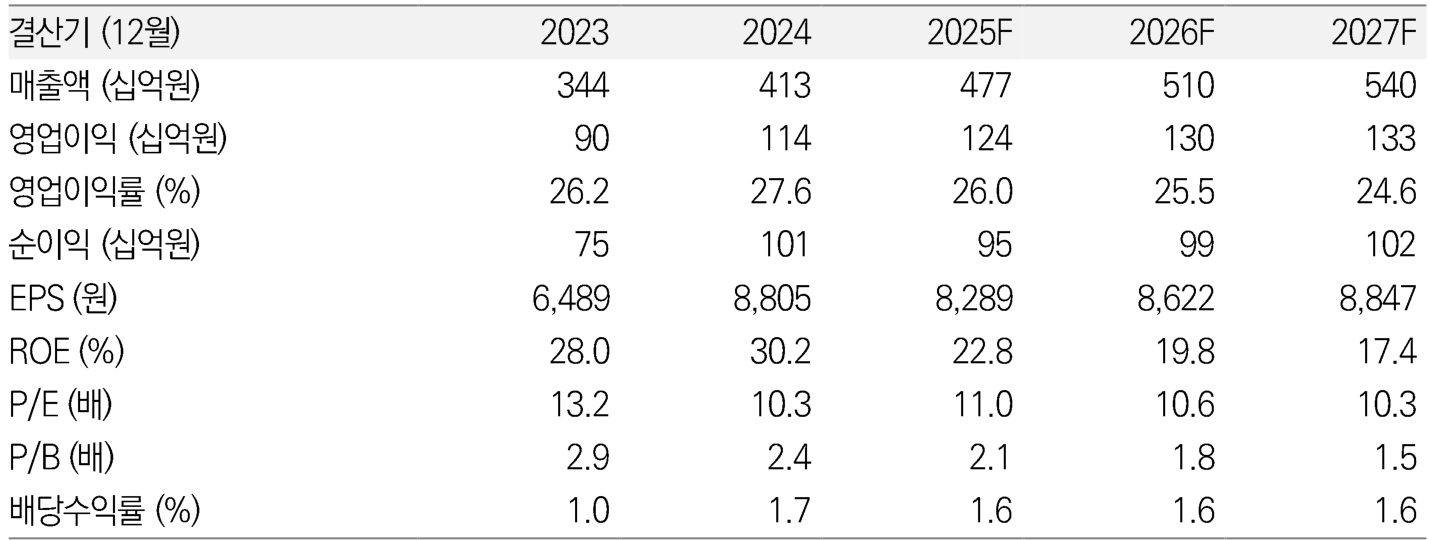 결산기 (12월) 2023 2024 2025F 2026F 2027F
매출액 (십억원) 344 413 477 510 540
영업이익 (십억원) 90 114 124 130 133
영업이익률 (%) 26.2 27.6 26.0 25.5 24.6
순이익 (십억원) 75 101 95 99 102
EPS (원) 6,489 8,805 8,289 8,622 8,847
ROE (%) 28.0 30.2 22.8 19.8 17.4
P/E (배) 13.2 10.3 11.0 10.6 10.3
P/B (배) 2.9 2.4 2.1 1.8 1.5
배당수익률 (%) 1.0 1.7 1.6 1.6 1.6